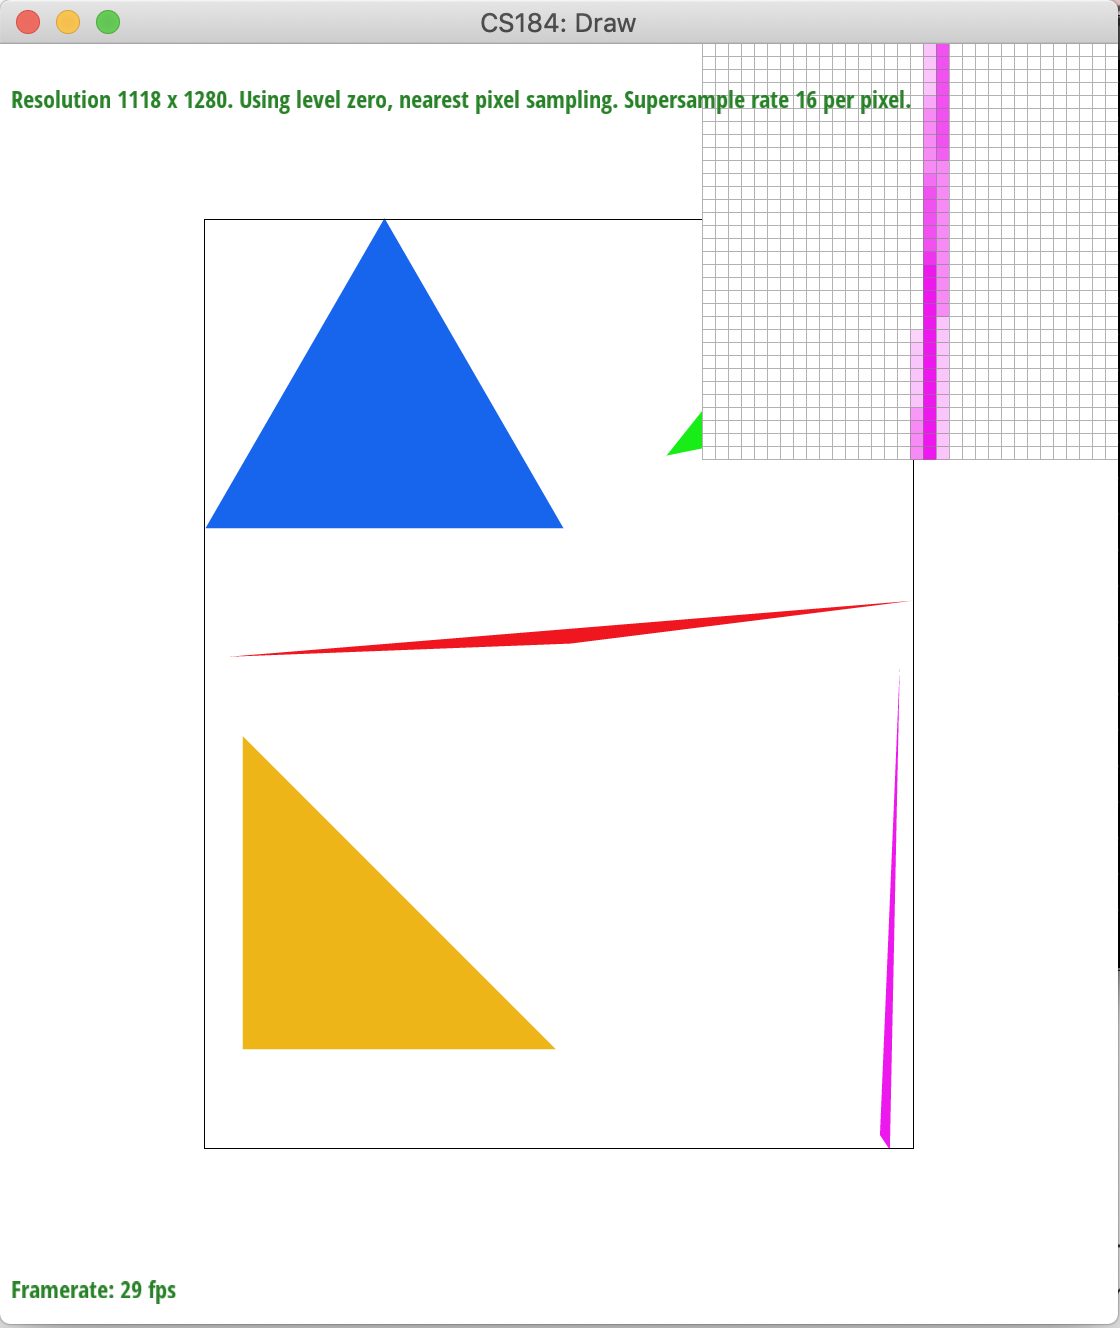 CS184: Draw
Resolution 1118 x 1280. Using level zero, nearest pixel sampling. Supersample rate 16 per pixel.
Framerate: 29 fps